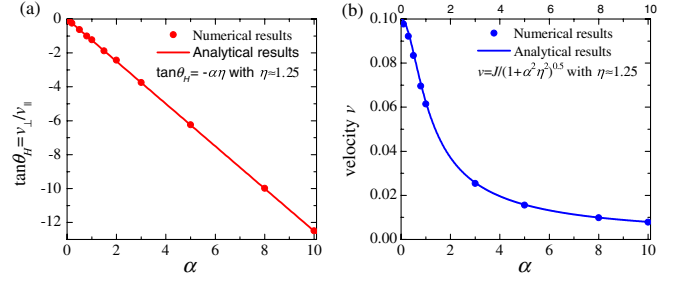 (a)
0
-2
-4
-6
-8
-10
-12
tanθH=v⊥/v∥
Numerical results
Analytical results
tanθH= -αη with η≈1.25
0 2 4 6 8 10
α
(b)
0 2 4 6 8 10
0.10
0.08
0.06
0.04
0.02
0.00
velocity v
Numerical results
Analytical results
v=J/(1+α²η²)^0.5 with η≈1.25
0 2 4 6 8 10
α